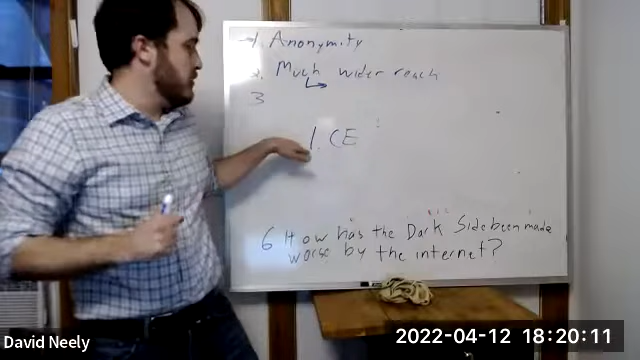 1. Anonymity
2. Much wider reach
3
1. CE
6 How has the Dark Side been made
worse by the internet?
David Neely
2022-04-12 18:20:11